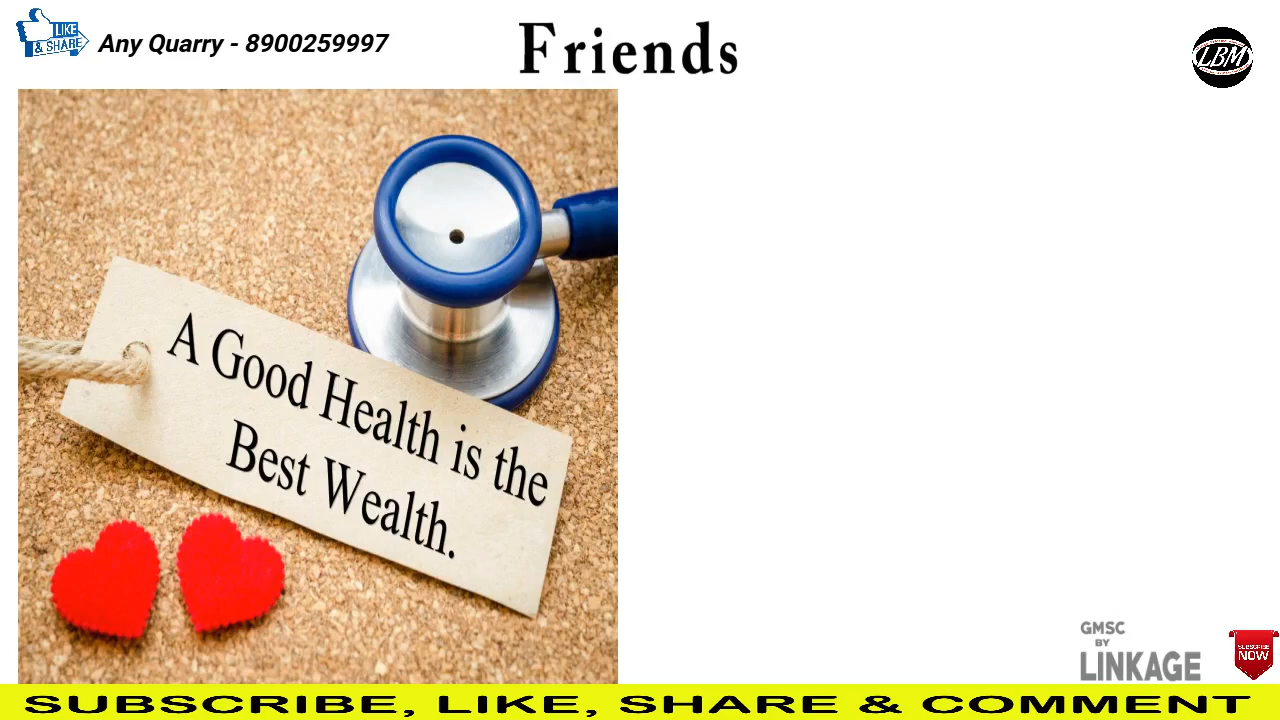 LIKE
& SHARE
Any Quarry - 8900259997
Friends
LBM
A Good Health is the
Best Wealth.
GMSC
BY
LINKAGE
SUBSCRIBE
NOW
SUBSCRIBE, LIKE, SHARE & COMMENT